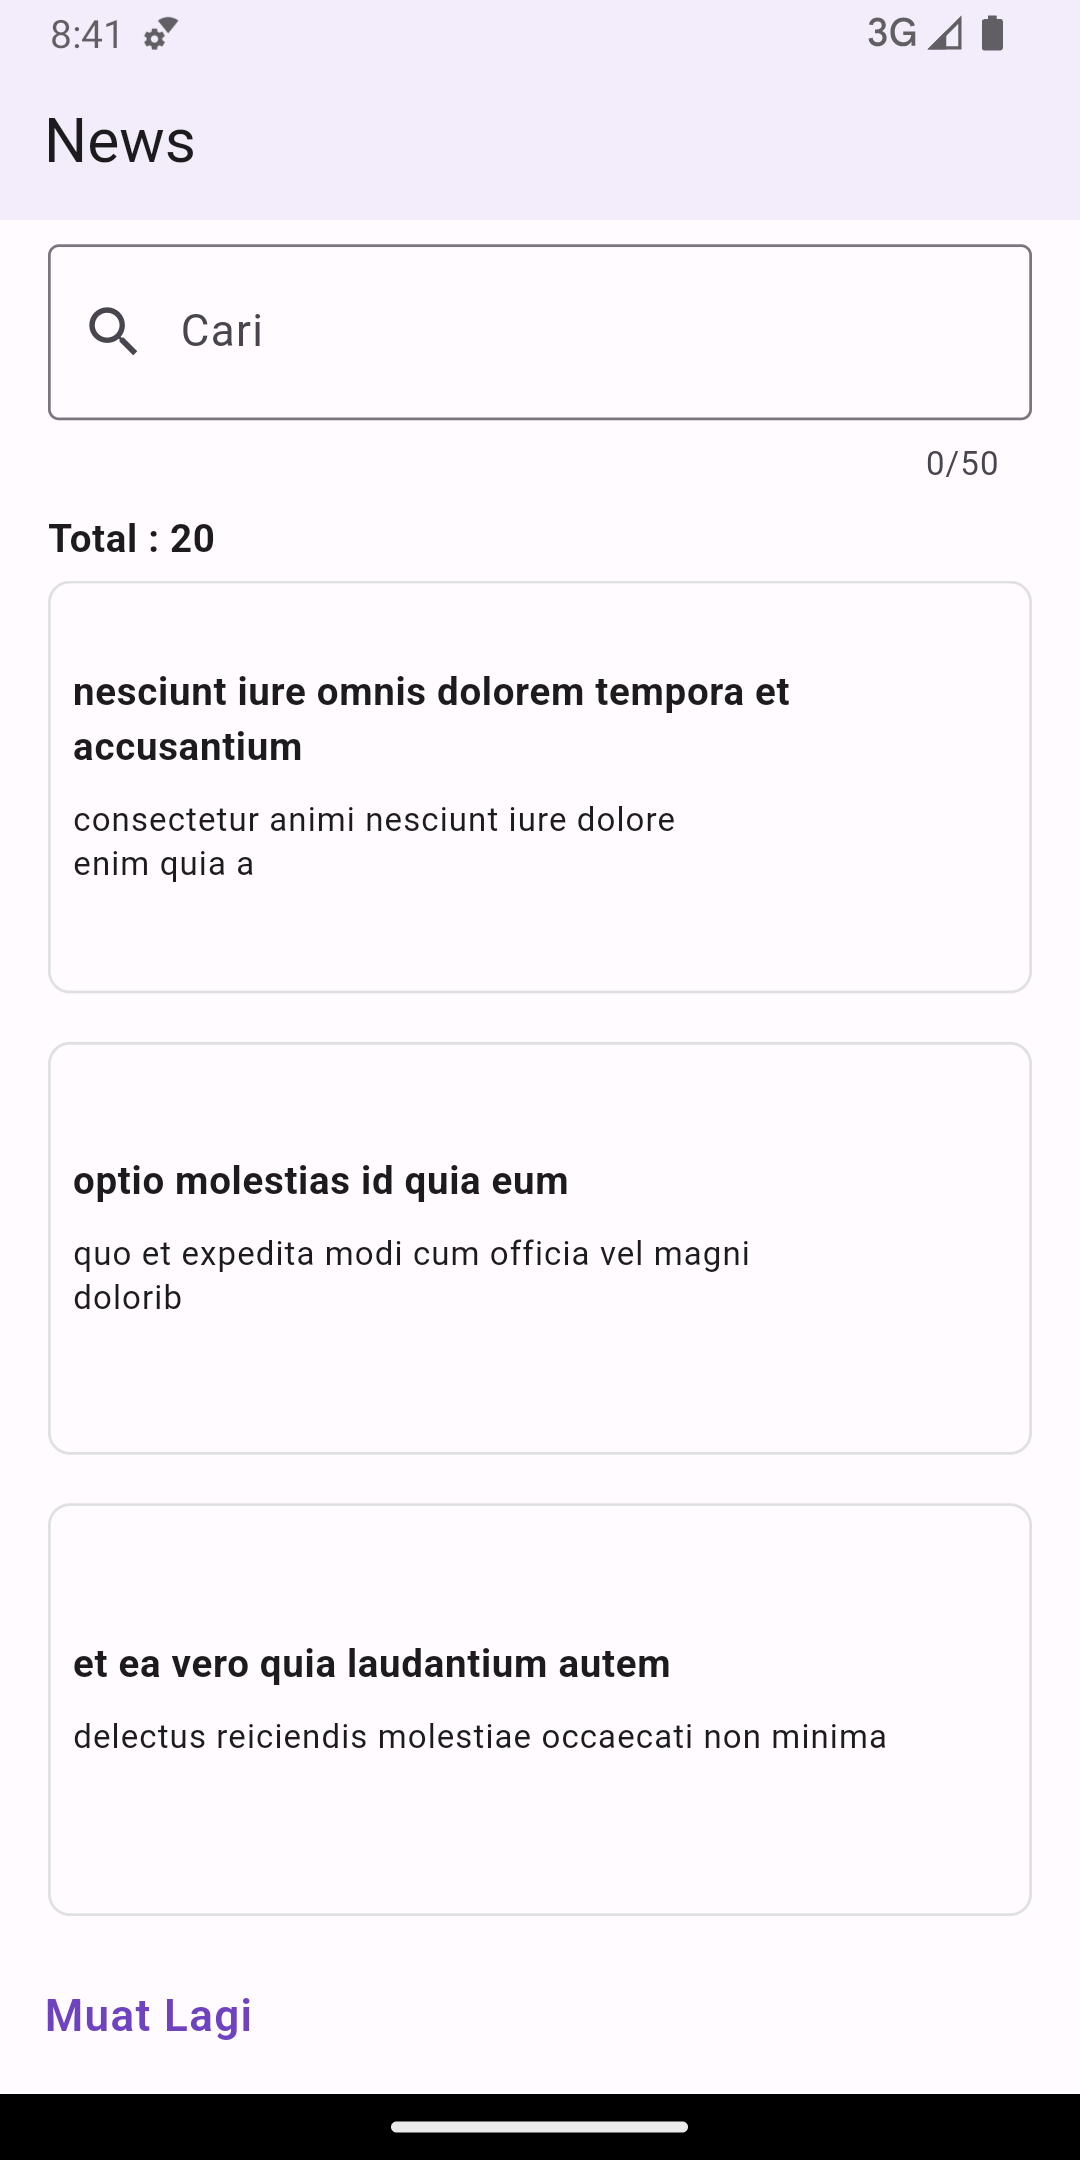 8:41
3G
News
Cari
0/50
Total : 20
nesciunt iure omnis dolorem tempora et
accusantium
consectetur animi nesciunt iure dolore
enim quia a
optio molestias id quia eum
quo et expedita modi cum officia vel magni
dolorib
et ea vero quia laudantium autem
delectus reiciendis molestiae occaecati non minima
Muat Lagi